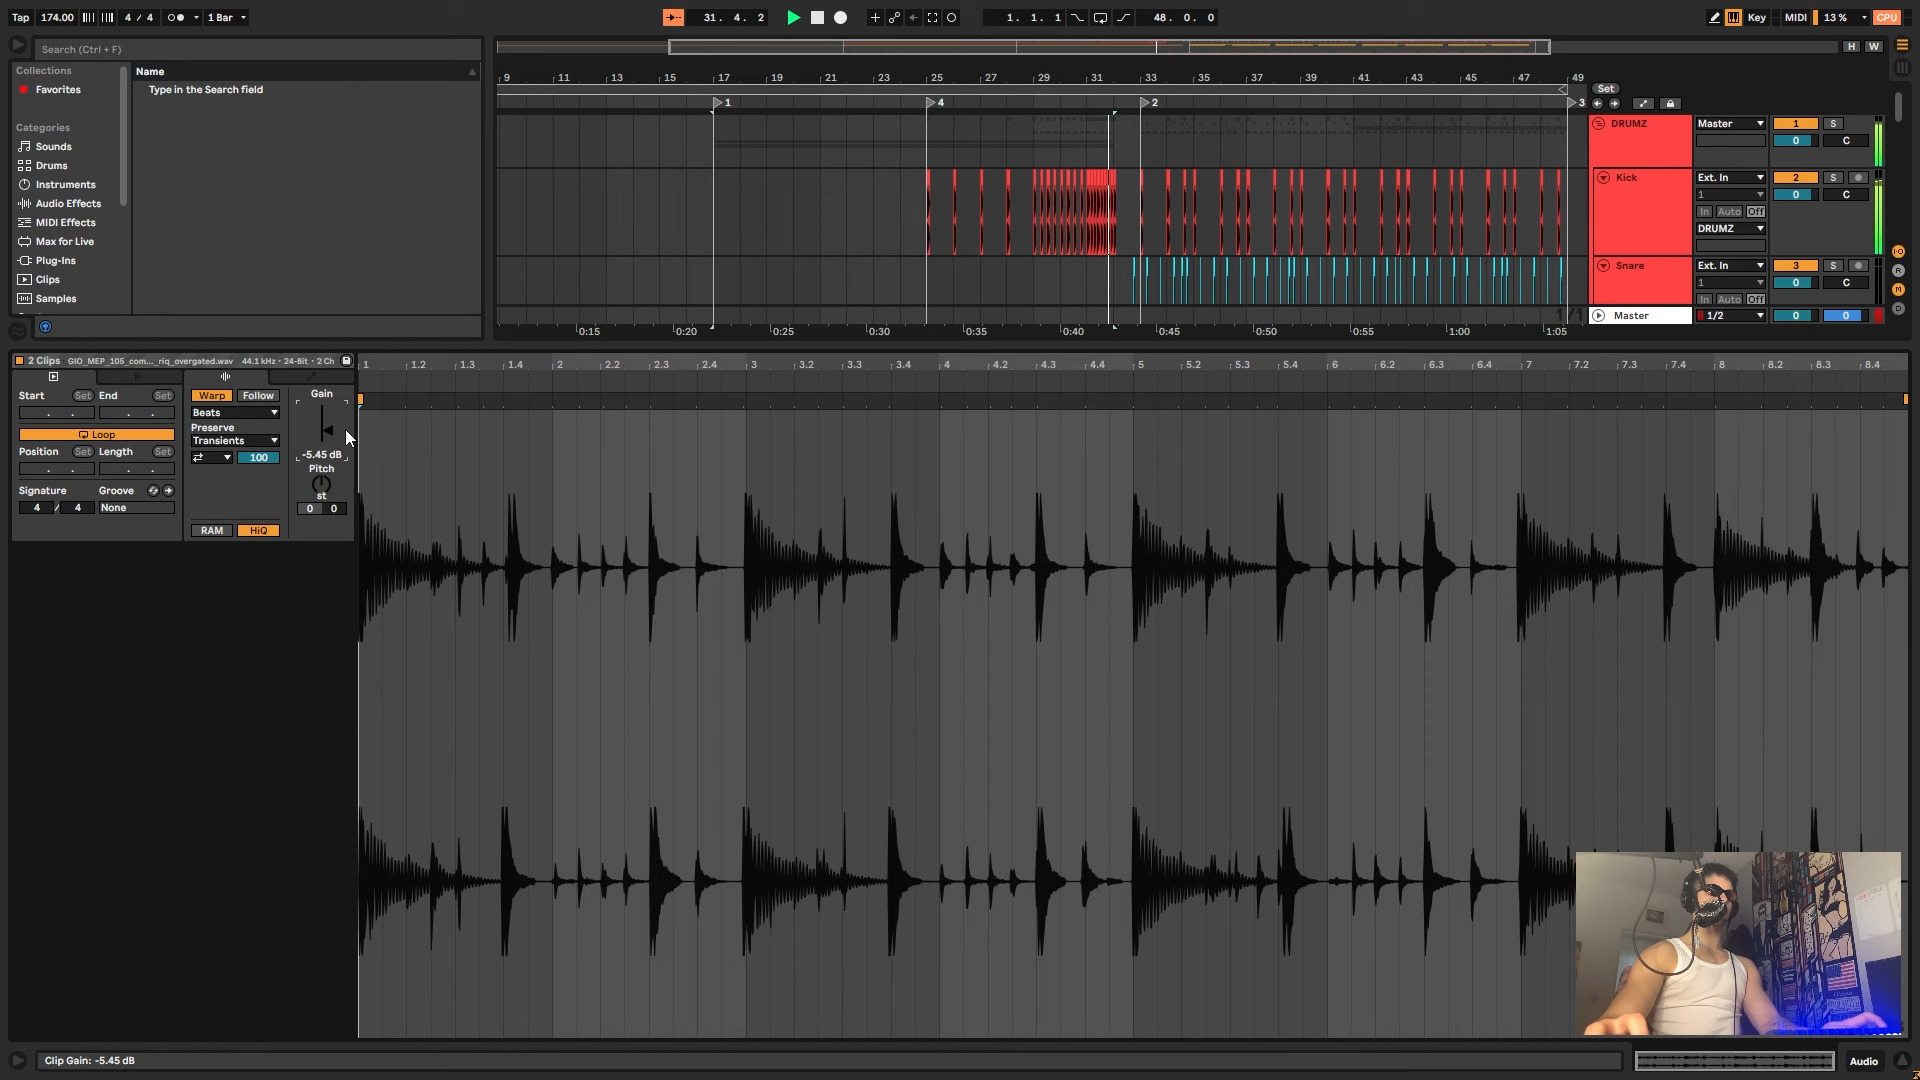 Tap 174.00 4 / 4 1 Bar 31. 4. 2 1. 1. 1 48. 0. 0 Key MIDI 13 % CPU
Search (Ctrl + F)
H W
Collections Name
Favorites Type in the Search field
Categories
Sounds
Drums
Instruments
Audio Effects
MIDI Effects
Max for Live
Plug-Ins
Clips
Samples
9 11 13 15 17 19 21 23 25 27 29 31 33 35 37 39 41 43 45 47 49
Set
1 4 2 3
DRUMZ Master 1 S
0 C
Kick Ext. In 2 S
1 0 C
In Auto Off
DRUMZ
Snare Ext. In 3 S
1 0 C
In Auto Off
1/1
Master 1/2 0 0
0:15 0:20 0:25 0:30 0:35 0:40 0:45 0:50 0:55 1:00 1:05
R
M
D
2 Clips GIO_MEP_105_com..._riq_overgated.wav 44.1 kHz · 24-Bit · 2 Ch
1 1.2 1.3 1.4 2 2.2 2.3 2.4 3 3.2 3.3 3.4 4 4.2 4.3 4.4 5 5.2 5.3 5.4 6 6.2 6.3 6.4 7 7.2 7.3 7.4 8 8.2 8.3 8.4
Start Set End Set
Warp Follow Gain
Beats
Preserve
Transients
Loop
Position Set Length Set
100 -5.45 dB
Pitch
st
Signature Groove
4 / 4 None
0 0
RAM HiQ
Clip Gain: -5.45 dB
Audio